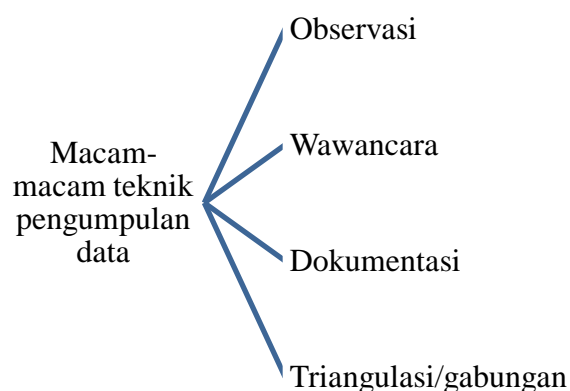 Macam-
macam teknik
pengumpulan
data
Observasi
Wawancara
Dokumentasi
Triangulasi/gabungan